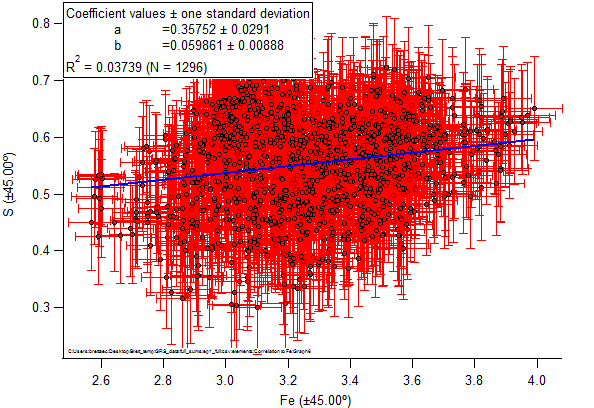 Coefficient values ± one standard deviation
a =0.35752 ± 0.0291
b =0.059861 ± 0.00888
R2 = 0.03739 (N = 1296)
0.8
0.7
0.6
0.5
0.4
0.3
S (±45.00º)
2.6 2.8 3.0 3.2 3.4 3.6 3.8 4.0
Fe (±45.00º)